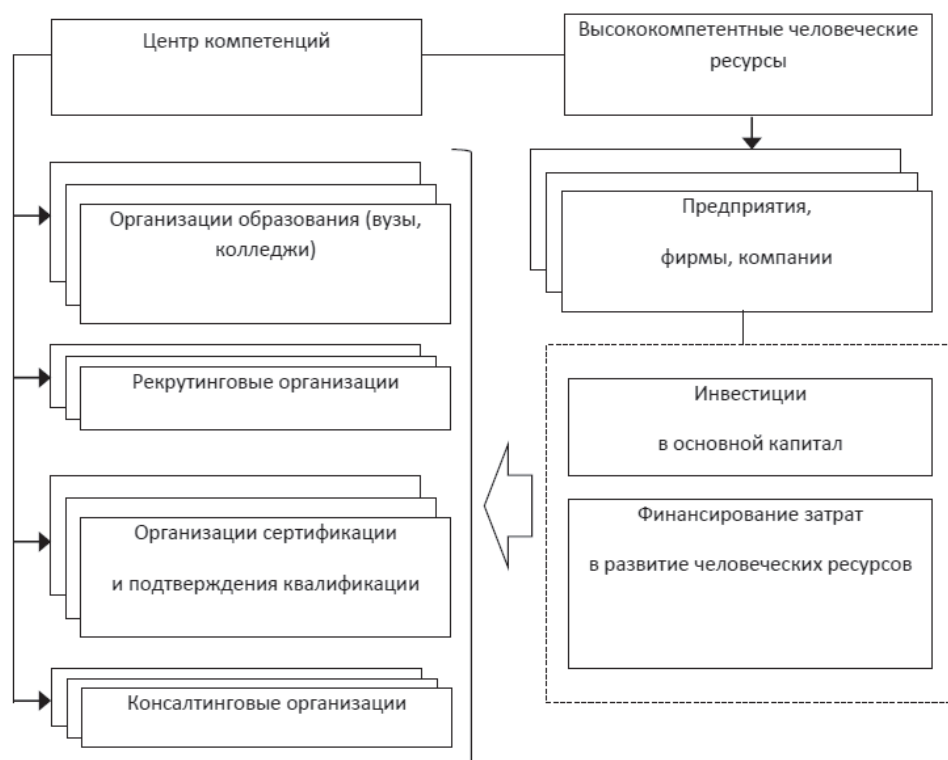 Центр компетенций
Высококомпетентные человеческие
ресурсы
Организации образования (вузы,
колледжи)
Рекрутинговые организации
Организации сертификации
и подтверждения квалификации
Консалтинговые организации
Предприятия,
фирмы, компании
Инвестиции
в основной капитал
Финансирование затрат
в развитие человеческих ресурсов